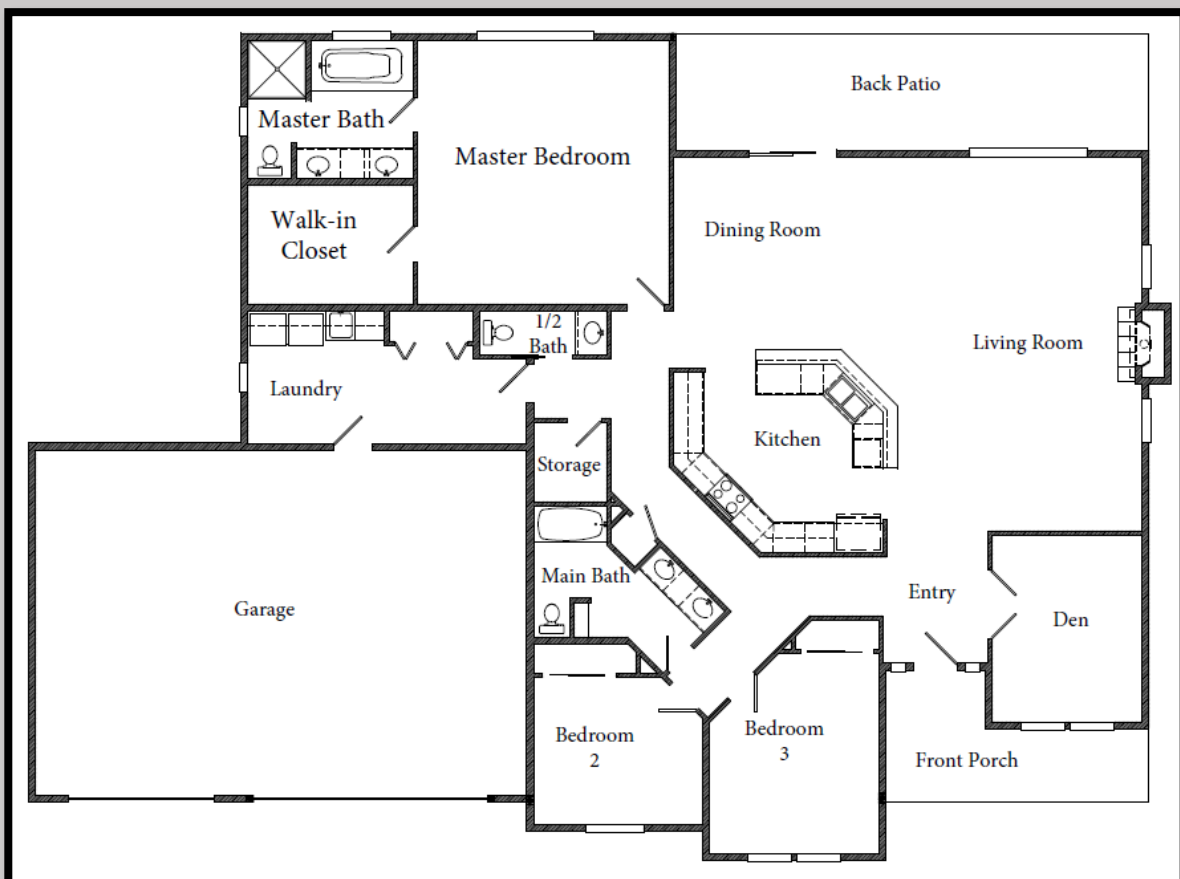 Back Patio
Master Bath
Master Bedroom
Walk-in
Closet
Dining Room
1/2
Bath
Living Room
Laundry
Kitchen
Storage
Main Bath
Entry
Garage
Den
Bedroom
2
Bedroom
3
Front Porch